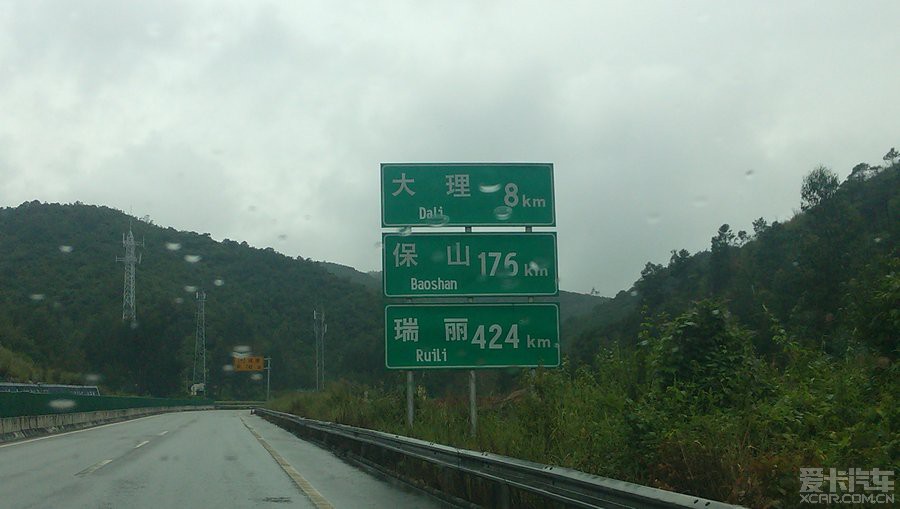 大理 8 km
Dali
保山 176 km
Baoshan
瑞丽 424 km
Ruili
爱卡汽车
XCAR.COM.CN